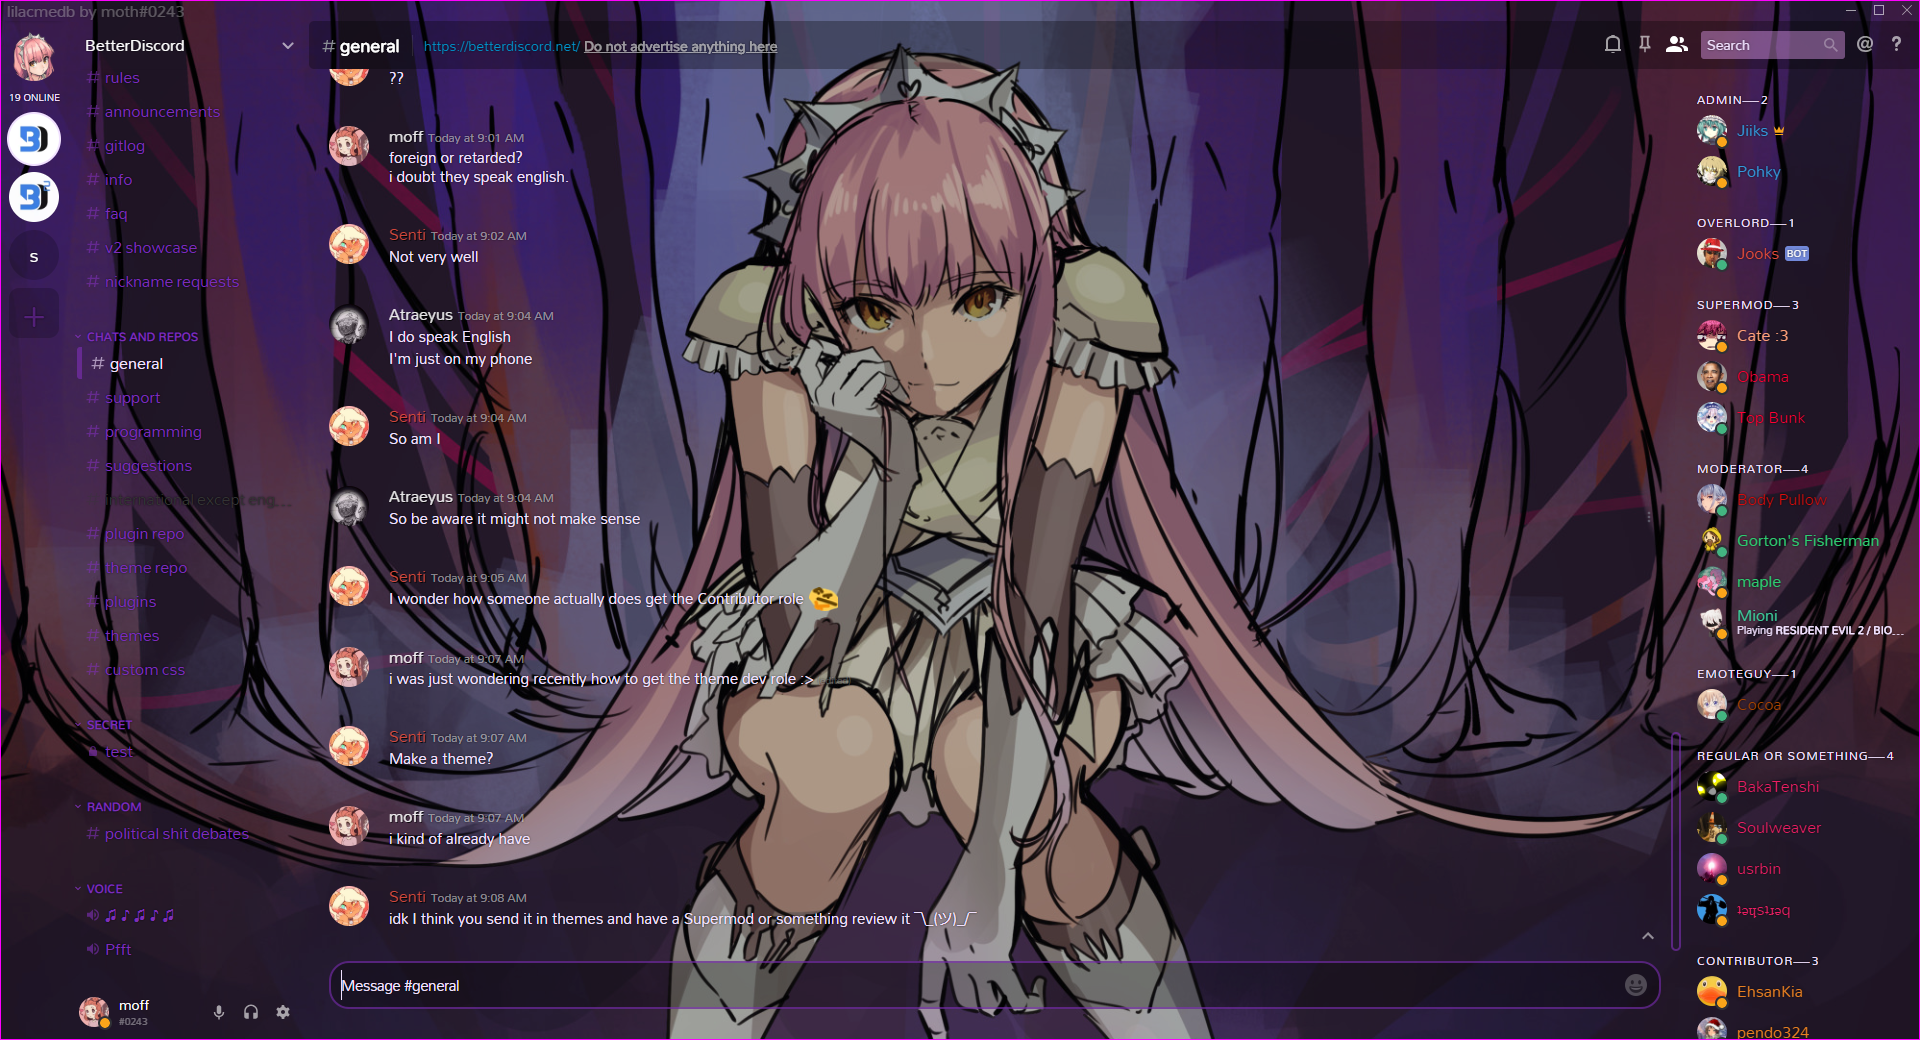 lilacmedb by moth#0243
19 ONLINE
S
BetterDiscord
# rules
# announcements
# gitlog
# info
# faq
# v2 showcase
# nickname requests
CHATS AND REPOS
# general
# support
# programming
# suggestions
international except eng...
# plugin repo
# theme repo
# plugins
# themes
# custom css
SECRET
test
RANDOM
# political shit debates
VOICE
♫ ♪ ♫ ♪ ♫
Pfft
moff
#0243
# general https://betterdiscord.net/ Do not advertise anything here
Search
@ ?
??
moff Today at 9:01 AM
foreign or retarded?
i doubt they speak english.
Senti Today at 9:02 AM
Not very well
Atraeyus Today at 9:04 AM
I do speak English
I'm just on my phone
Senti Today at 9:04 AM
So am I
Atraeyus Today at 9:04 AM
So be aware it might not make sense
Senti Today at 9:05 AM
I wonder how someone actually does get the Contributor role
moff Today at 9:07 AM
i was just wondering recently how to get the theme dev role :>
Senti Today at 9:07 AM
Make a theme?
moff Today at 9:07 AM
i kind of already have
Senti Today at 9:08 AM
idk I think you send it in themes and have a Supermod or something review it ¯\_(ツ)_/¯
Message #general
ADMIN—2
Jiiks
Pohky
OVERLORD—1
Jooks BOT
SUPERMOD—3
Cate :3
Obama
Top Bunk
MODERATOR—4
Body Pullow
Gorton's Fisherman
maple
Mioni
Playing RESIDENT EVIL 2 / BIO...
EMOTEGUY—1
Cocoa
REGULAR OR SOMETHING—4
BakaTenshi
Soulweaver
usrbin
CONTRIBUTOR—3
EhsanKia
pendo324